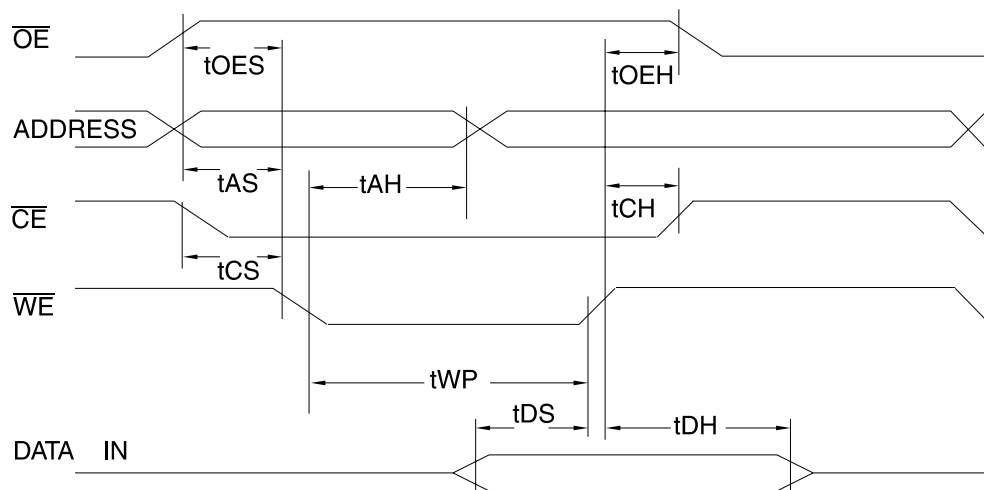 OE
tOES
tOEH
ADDRESS
tAS
tAH
tCH
CE
tCS
WE
tWP
tDS
tDH
DATA IN